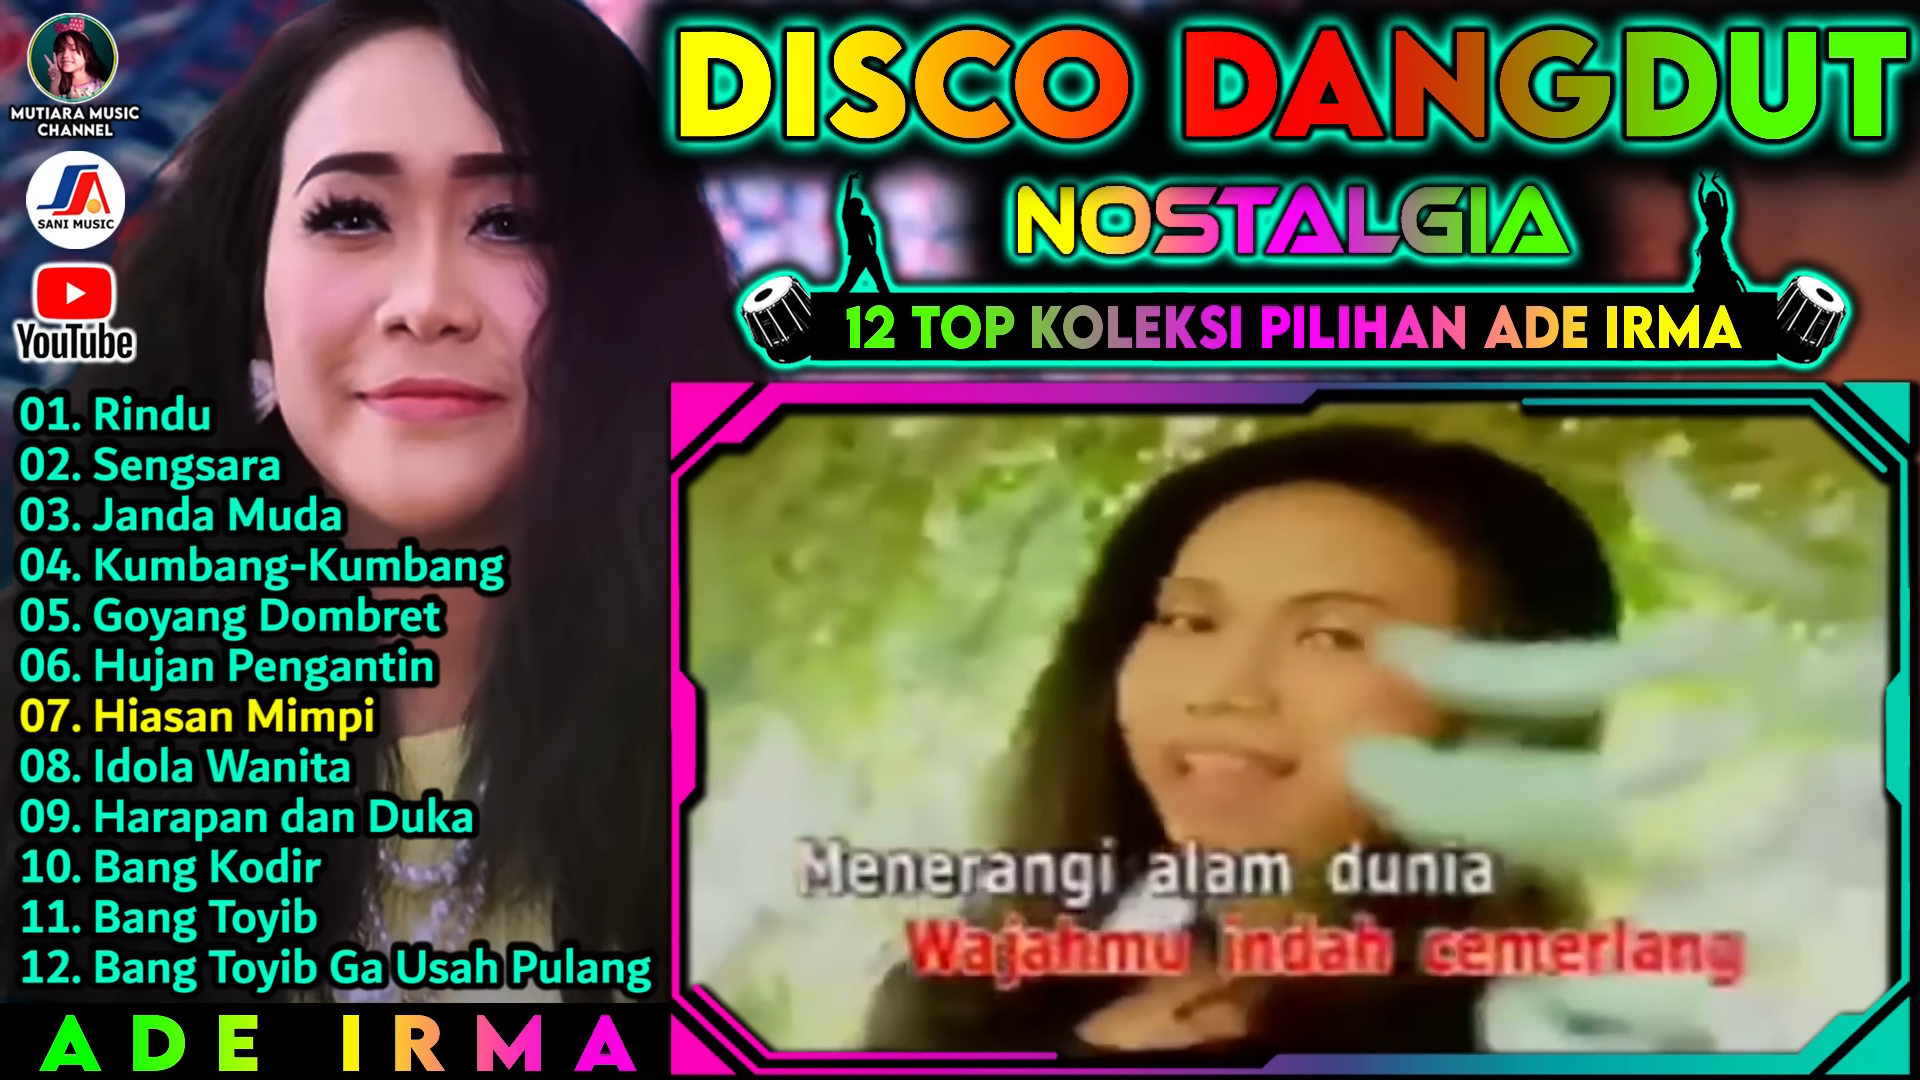 MUTIARA MUSIC
CHANNEL
SANI MUSIC
YouTube
DISCO DANGDUT
NOSTALGIA
12 TOP KOLEKSI PILIHAN ADE IRMA
01. Rindu
02. Sengsara
03. Janda Muda
04. Kumbang-Kumbang
05. Goyang Dombret
06. Hujan Pengantin
07. Hiasan Mimpi
08. Idola Wanita
09. Harapan dan Duka
10. Bang Kodir
11. Bang Toyib
12. Bang Toyib Ga Usah Pulang
ADE IRMA
Menerangi alam dunia
Wajahmu indah cemerlang